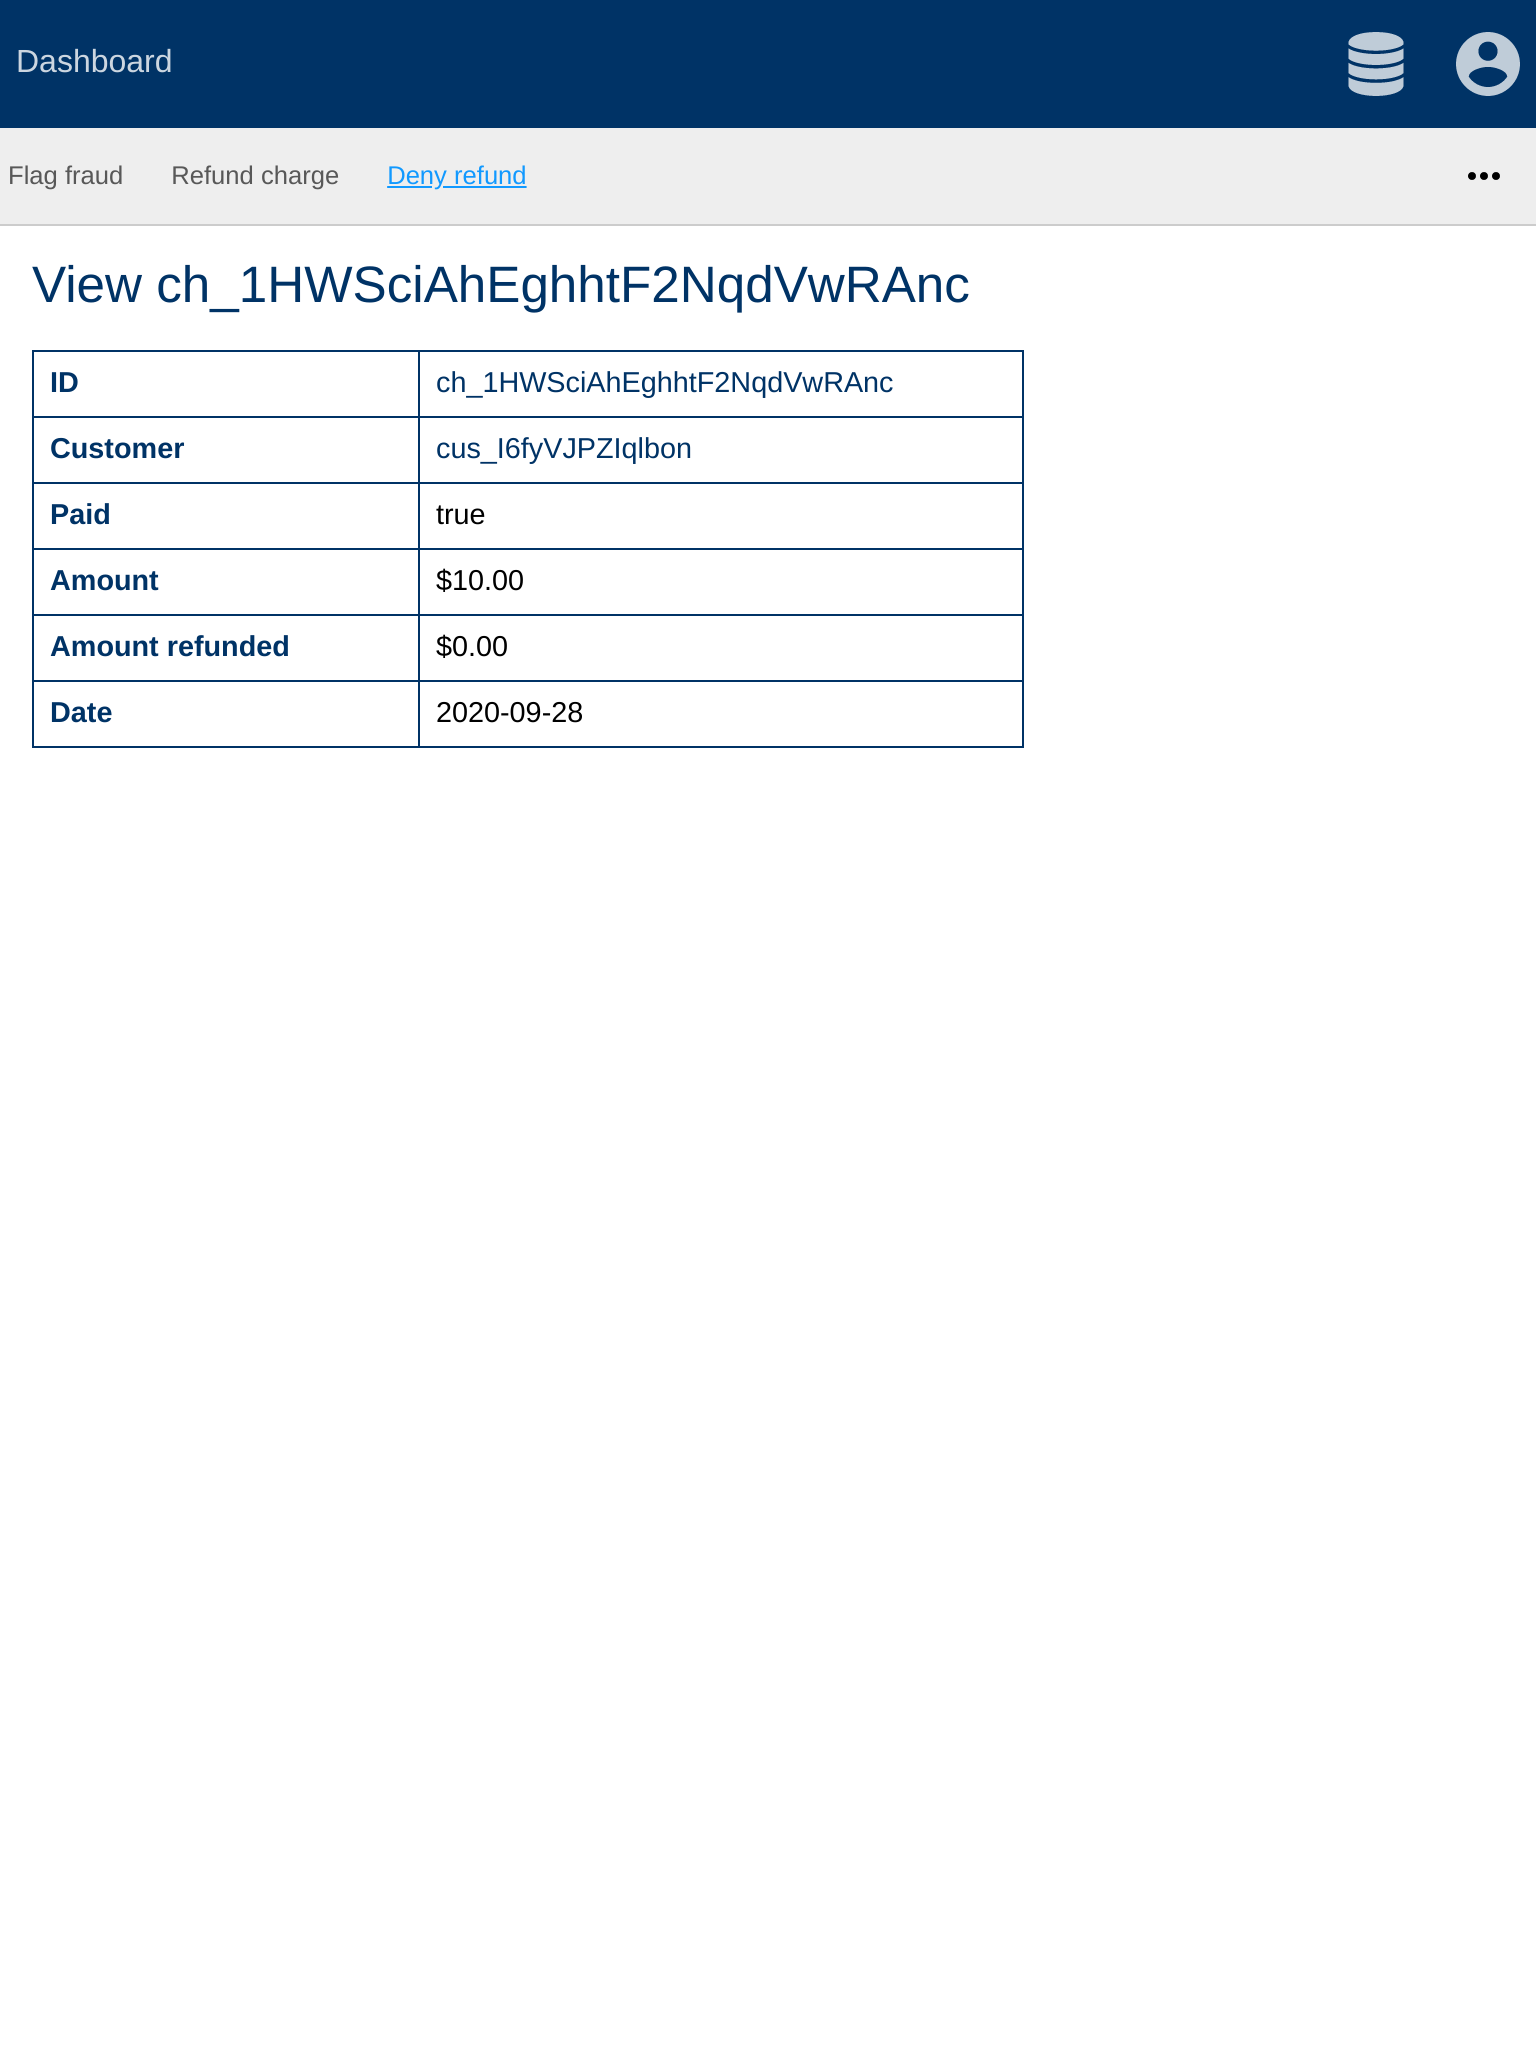 Dashboard
Flag fraud Refund charge Deny refund
View ch_1HWSciAhEghhtF2NqdVwRAnc
ID ch_1HWSciAhEghhtF2NqdVwRAnc
Customer cus_I6fyVJPZIqlbon
Paid true
Amount $10.00
Amount refunded $0.00
Date 2020-09-28